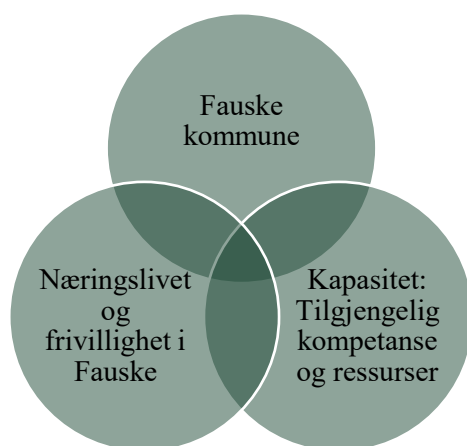 Fauske
kommune
Næringslivet
og
frivillighet i
Fauske
Kapasitet:
Tilgjengelig
kompetanse
og ressurser